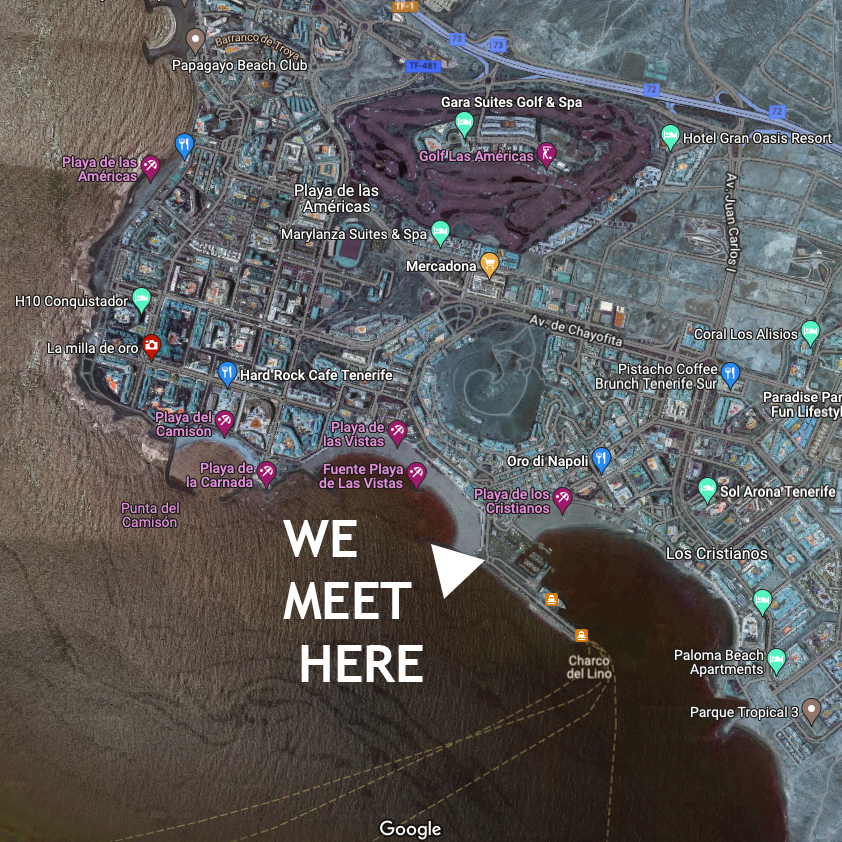 TF-1
Barranco de Troya
73
73
Papagayo Beach Club
TF-481
72
72
Gara Suites Golf & Spa
Hotel Gran Oasis Resort
Golf Las Américas
Playa de las
Américas
Playa de las
Américas
Av. Juan Carlos I
Marylanza Suites & Spa
Mercadona
H10 Conquistador
Av. de Chayofita
Coral Los Alisios
La milla de oro
Hard Rock Cafe Tenerife
Pistacho Coffee
Brunch Tenerife Sur
Paradise Par
Fun Lifestyl
Playa del
Camisón
Playa de
las Vistas
Oro di Napoli
Playa de
la Carnada
Fuente Playa
de Las Vistas
Playa de los
Cristianos
Sol Arona Tenerife
Punta del
Camisón
WE
MEET
HERE
Los Cristianos
Charco
del Lino
Paloma Beach
Apartments
Parque Tropical 3
Google